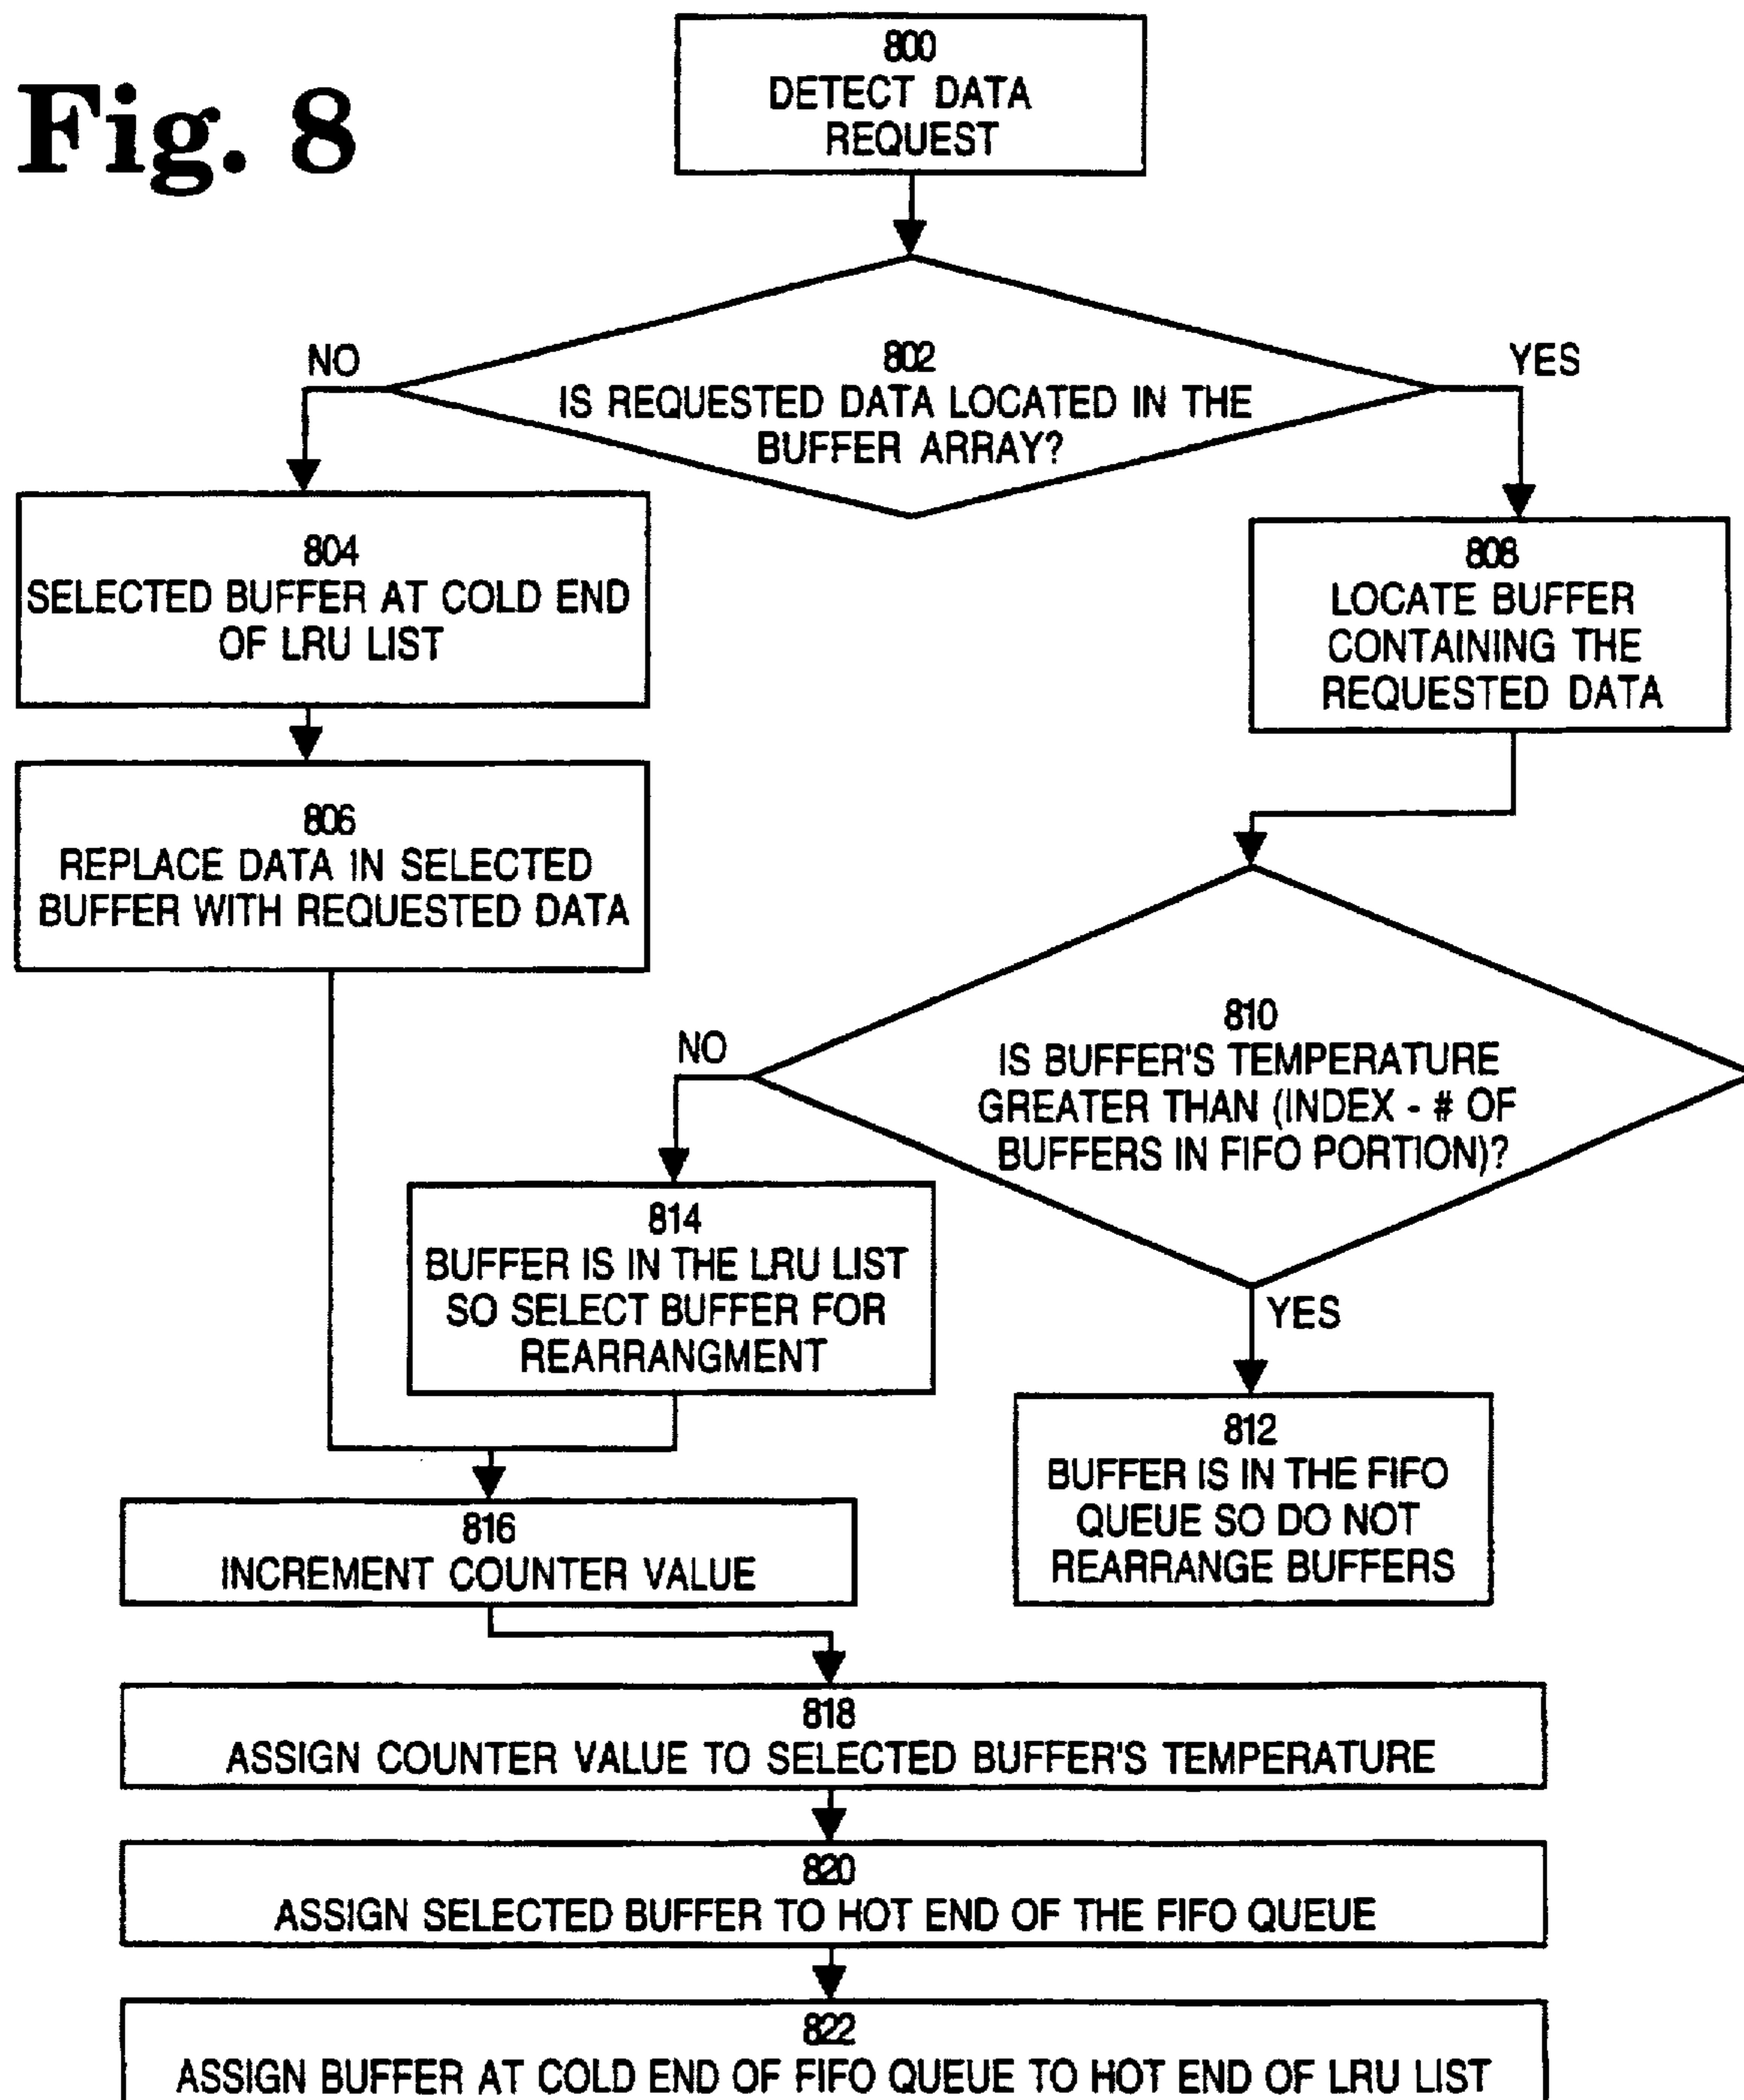 Fig. 8
800
DETECT DATA
REQUEST
802
IS REQUESTED DATA LOCATED IN THE
BUFFER ARRAY?
NO
YES
804
SELECTED BUFFER AT COLD END
OF LRU LIST
808
LOCATE BUFFER
CONTAINING THE
REQUESTED DATA
806
REPLACE DATA IN SELECTED
BUFFER WITH REQUESTED DATA
810
IS BUFFER'S TEMPERATURE
GREATER THAN (INDEX - # OF
BUFFERS IN FIFO PORTION)?
NO
YES
814
BUFFER IS IN THE LRU LIST
SO SELECT BUFFER FOR
REARRANGMENT
812
BUFFER IS IN THE FIFO
QUEUE SO DO NOT
REARRANGE BUFFERS
816
INCREMENT COUNTER VALUE
818
ASSIGN COUNTER VALUE TO SELECTED BUFFER'S TEMPERATURE
820
ASSIGN SELECTED BUFFER TO HOT END OF THE FIFO QUEUE
822
ASSIGN BUFFER AT COLD END OF FIFO QUEUE TO HOT END OF LRU LIST